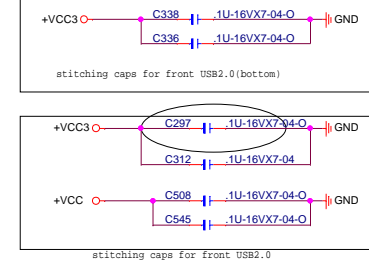 C338 .1U-16VX7-04-O
+VCC3 GND
C336 .1U-16VX7-04-O
stitching caps for front USB2.0(bottom)
C297 .1U-16VX7-04-O
+VCC3 GND
C312 .1U-16VX7-04
C508 .1U-16VX7-04-O
+VCC GND
C545 .1U-16VX7-04-O
stitching caps for front USB2.0